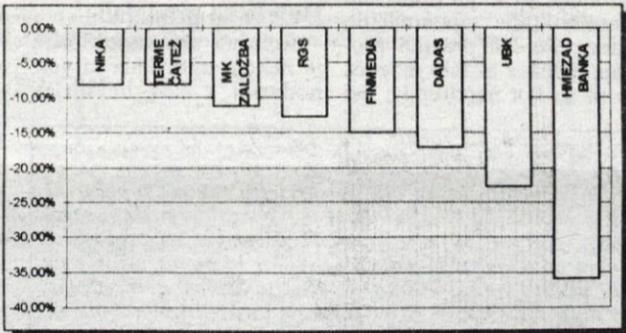 0,00%
-5,00%
-10,00%
-15,00%
-20,00%
-25,00%
-30,00%
-35,00%
-40,00%
NIKA
TERME
ČATEŽ
MK
ZALOŽBA
RGS
FINMEDIA
DADAS
UBK
HMEZAD
BANKA